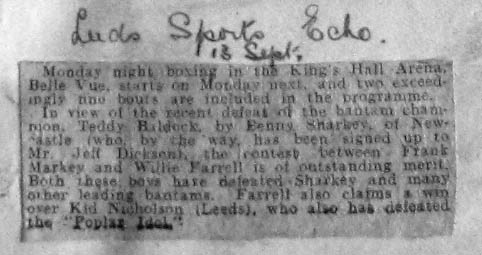 Leeds Sports Echo.
13 Sept.
Monday night boxing in the King's Hall Arena,
Belle Vue, starts on Monday next, and two exceed-
ingly fine bouts are included in the programme.
In view of the recent defeat of the bantam cham-
pion, Teddy Baldock, by Benny Sharkey, of New-
castle (who, by the way, has been signed up to
Mr. Jeff Dickson), the contest between Frank
Markey and Willie Farrell is of outstanding merit.
Both these boys have defeated Sharkey and many
other leading bantams. Farrell also claims a win
over Kid Nicholson (Leeds), who also has defeated
the "Poplar Idol."